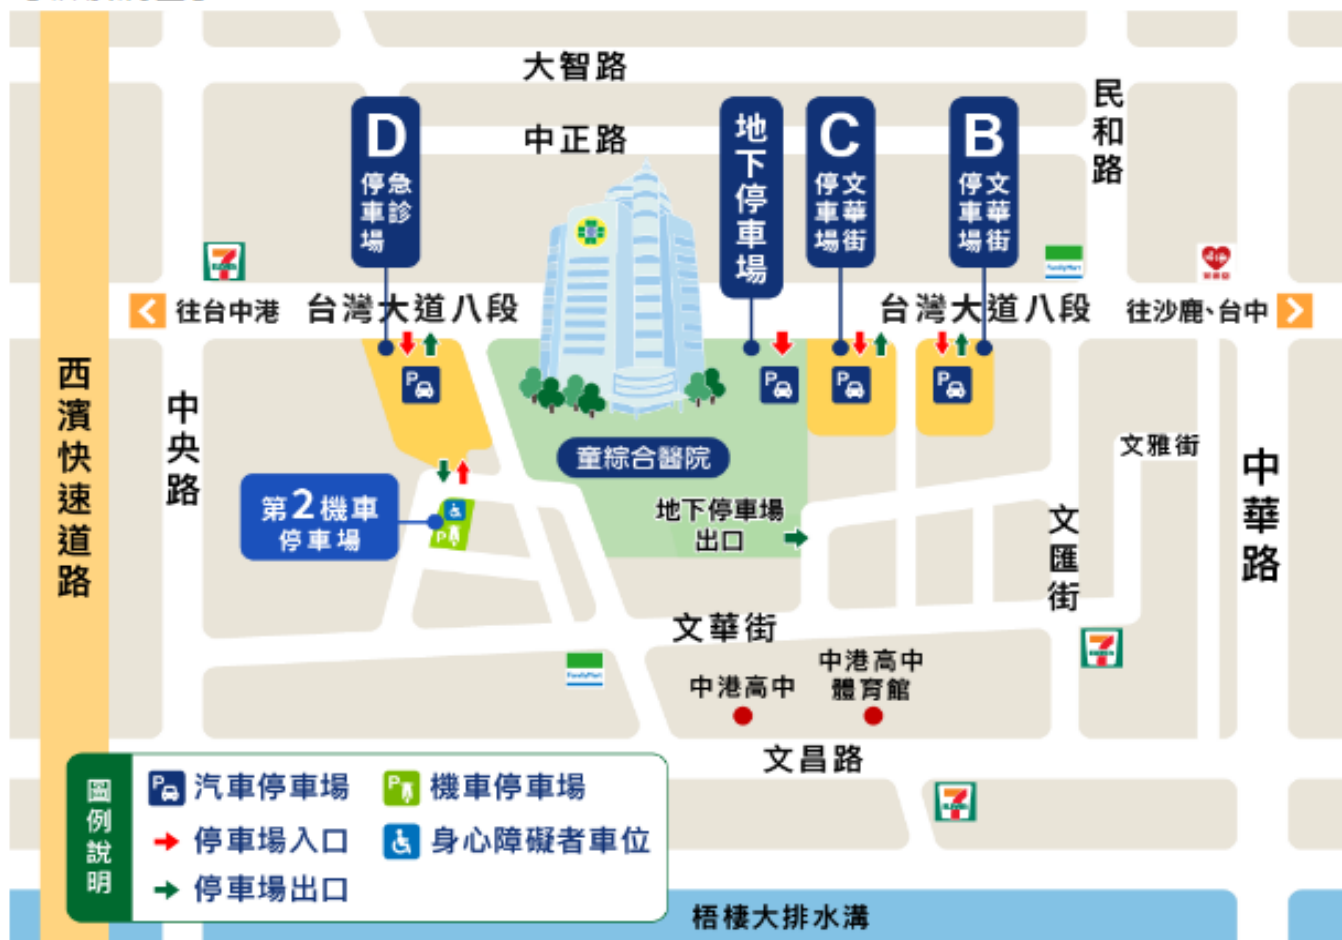 大智路
中正路
民和路
D
急診
停車場
地下停車場
C
文華街
停車場
B
文華街
停車場
7
FamilyMart
往台中港
台灣大道八段
台灣大道八段
往沙鹿、台中
P
P
P
P
西濱快速道路
中央路
童綜合醫院
文雅街
中華路
第2機車
停車場
P
地下停車場
出口
文匯街
文華街
7
FamilyMart
中港高中
中港高中
體育館
文昌路
7
圖例說明
P
汽車停車場
P
機車停車場
停車場入口
身心障礙者車位
停車場出口
梧棲大排水溝